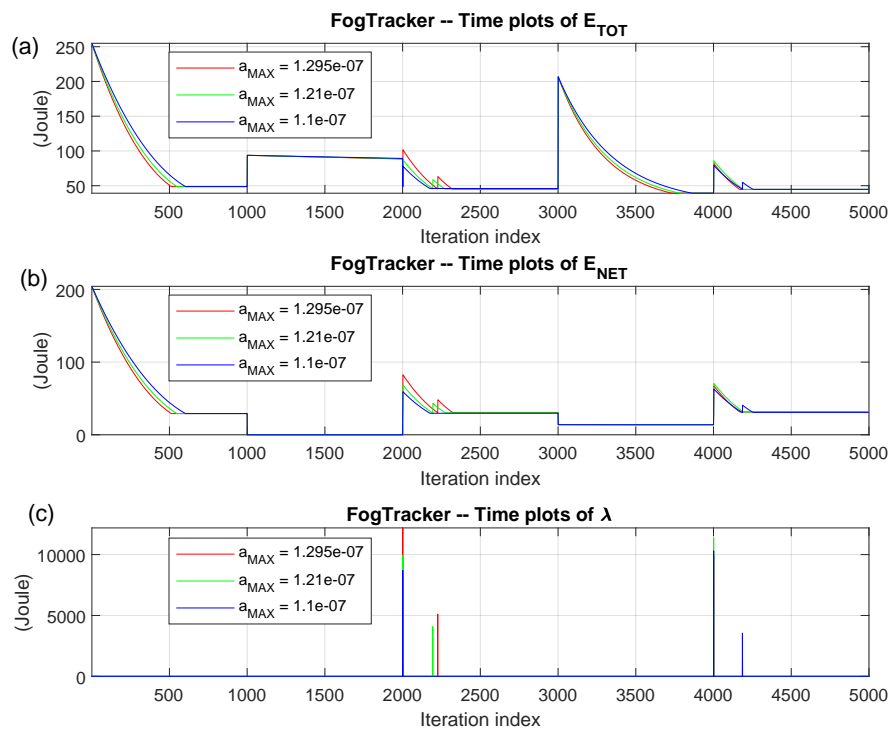 FogTracker -- Time plots of E_TOT
(a)
250
200
150
100
50
(Joule)
a_MAX = 1.295e-07
a_MAX = 1.21e-07
a_MAX = 1.1e-07
500 1000 1500 2000 2500 3000 3500 4000 4500 5000
Iteration index
FogTracker -- Time plots of E_NET
(b)
200
100
0
(Joule)
a_MAX = 1.295e-07
a_MAX = 1.21e-07
a_MAX = 1.1e-07
500 1000 1500 2000 2500 3000 3500 4000 4500 5000
Iteration index
(c)
FogTracker -- Time plots of λ
10000
5000
0
(Joule)
a_MAX = 1.295e-07
a_MAX = 1.21e-07
a_MAX = 1.1e-07
500 1000 1500 2000 2500 3000 3500 4000 4500 5000
Iteration index